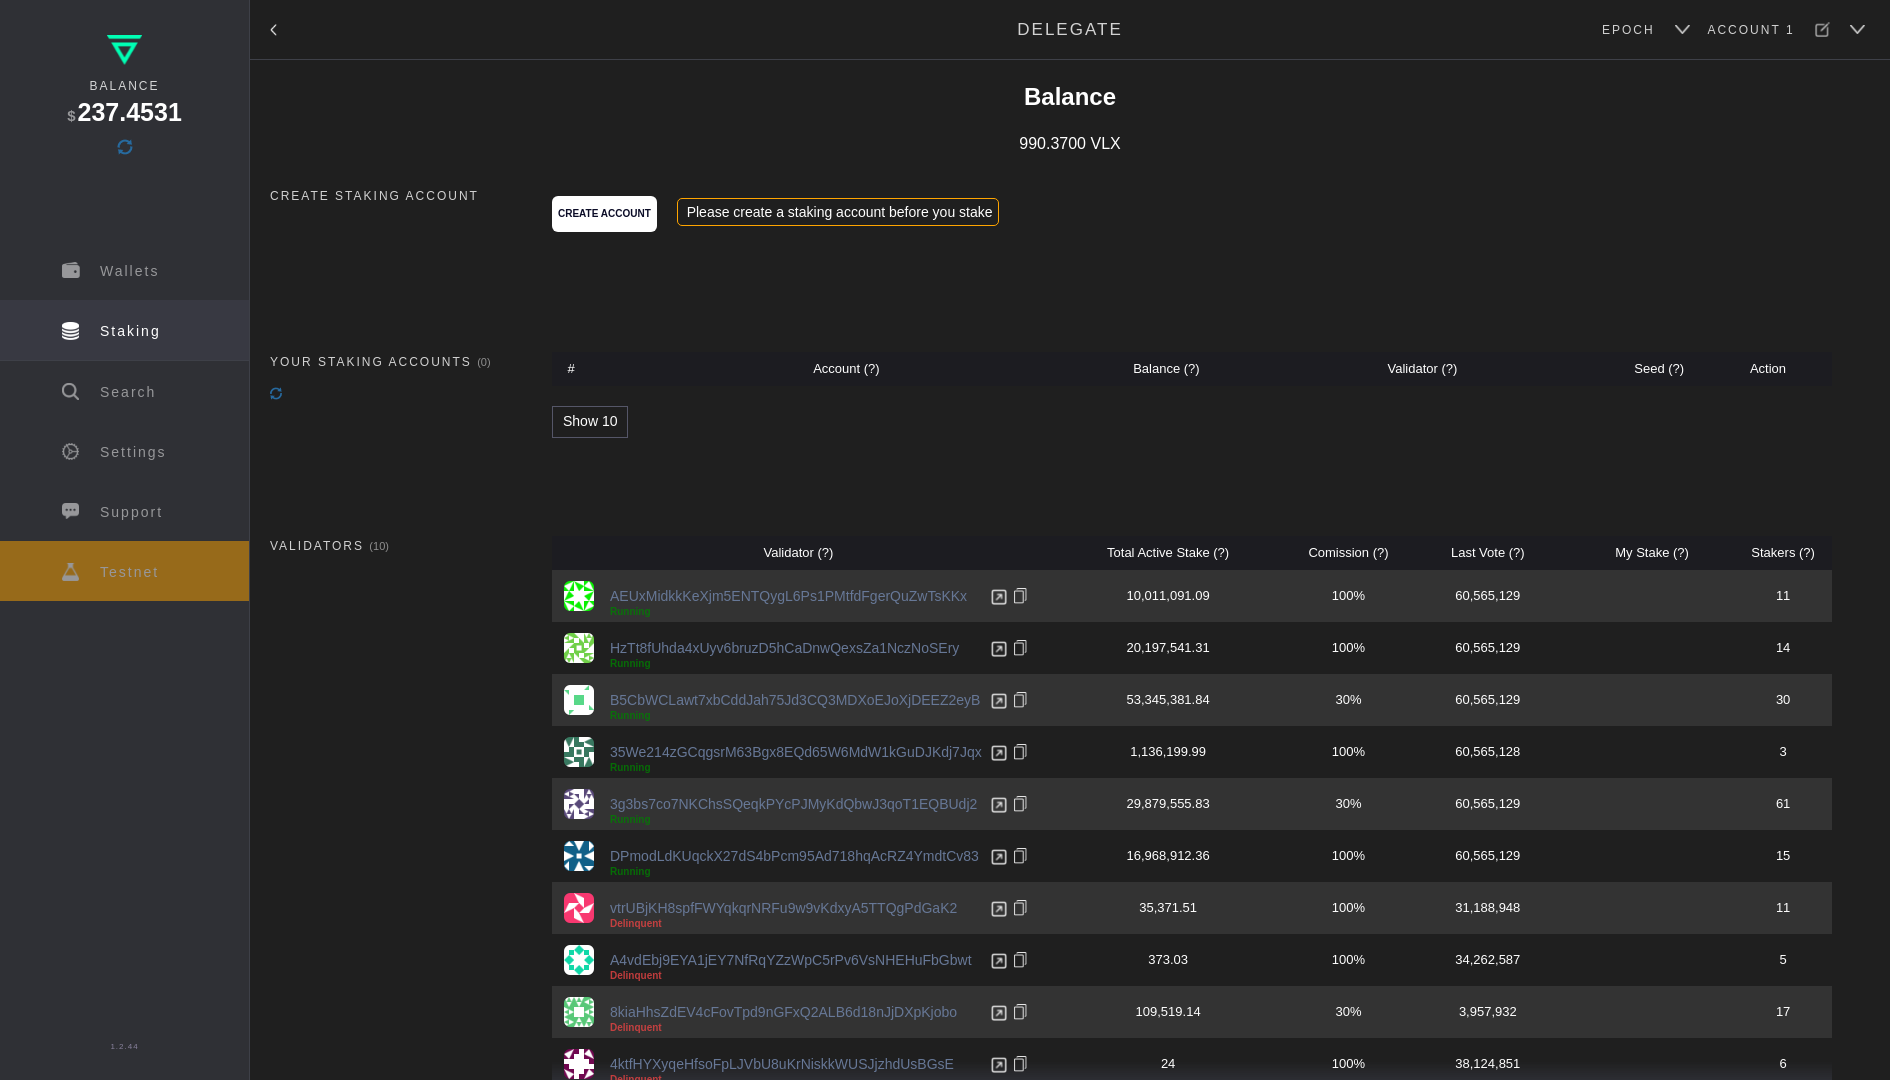 BALANCE
$ 237.4531
Wallets
Staking
Search
Settings
Support
Testnet
1.2.44
DELEGATE
EPOCH
ACCOUNT 1
Balance
990.3700 VLX
CREATE STAKING ACCOUNT
CREATE ACCOUNT
Please create a staking account before you stake
YOUR STAKING ACCOUNTS (0)
# Account (?) Balance (?) Validator (?) Seed (?) Action
Show 10
VALIDATORS (10)
Validator (?) Total Active Stake (?) Comission (?) Last Vote (?) My Stake (?) Stakers (?)
AEUxMidkkKeXjm5ENTQygL6Ps1PMtfdFgerQuZwTsKKx 10,011,091.09 100% 60,565,129 11
Running
HzTt8fUhda4xUyv6bruzD5hCaDnwQexsZa1NczNoSEry 20,197,541.31 100% 60,565,129 14
Running
B5CbWCLawt7xbCddJah75Jd3CQ3MDXoEJoXjDEEZ2eyB 53,345,381.84 30% 60,565,129 30
Running
35We214zGCqgsrM63Bgx8EQd65W6MdW1kGuDJKdj7Jqx 1,136,199.99 100% 60,565,128 3
Running
3g3bs7co7NKChsSQeqkPYcPJMyKdQbwJ3qoT1EQBUdj2 29,879,555.83 30% 60,565,129 61
Running
DPmodLdKUqckX27dS4bPcm95Ad718hqAcRZ4YmdtCv83 16,968,912.36 100% 60,565,129 15
Running
vtrUBjKH8spfFWYqkqrNRFu9w9vKdxyA5TTQgPdGaK2 35,371.51 100% 31,188,948 11
Delinquent
A4vdEbj9EYA1jEY7NfRqYZzWpC5rPv6VsNHEHuFbGbwt 373.03 100% 34,262,587 5
Delinquent
8kiaHhsZdEV4cFovTpd9nGFxQ2ALB6d18nJjDXpKjobo 109,519.14 30% 3,957,932 17
Delinquent
4ktfHYXyqeHfsoFpLJVbU8uKrNiskkWUSJjzhdUsBGsE 24 100% 38,124,851 6
Delinquent